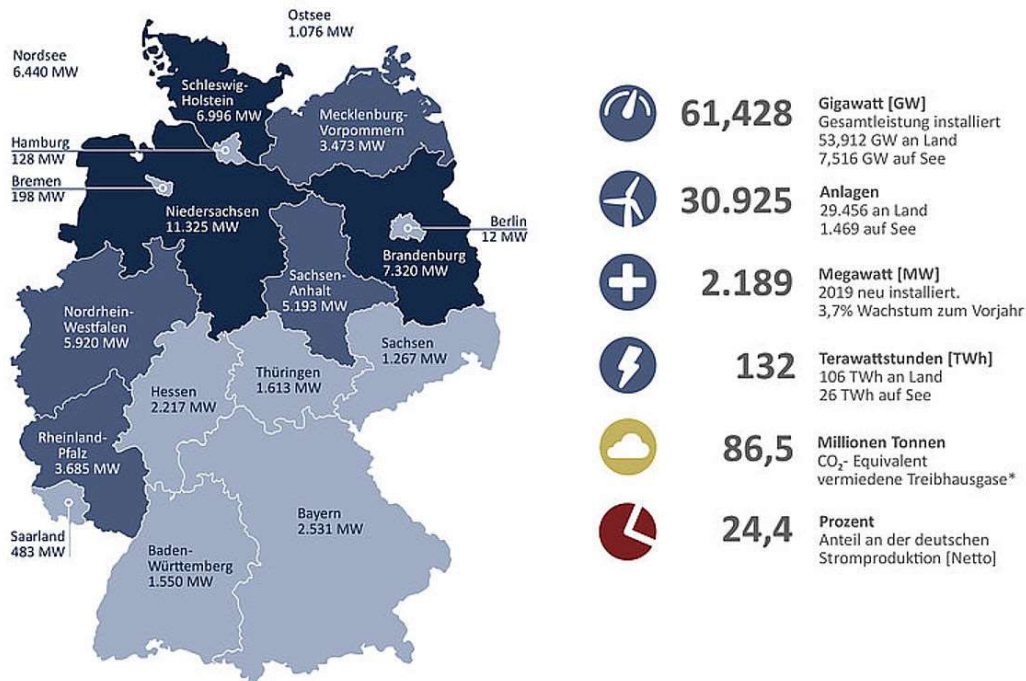 Ostsee
1.076 MW
Nordsee
6.440 MW
Schleswig-
Holstein
6.996 MW
Mecklenburg-
Vorpommern
3.473 MW
Hamburg
128 MW
Bremen
198 MW
Niedersachsen
11.325 MW
Berlin
12 MW
Brandenburg
7.320 MW
Sachsen-
Anhalt
5.193 MW
Nordrhein-
Westfalen
5.920 MW
Sachsen
1.267 MW
Thüringen
1.613 MW
Hessen
2.217 MW
Rheinland-
Pfalz
3.685 MW
Saarland
483 MW
Bayern
2.531 MW
Baden-
Württemberg
1.550 MW
61,428
Gigawatt [GW]
Gesamtleistung installiert
53,912 GW an Land
7,516 GW auf See
30.925
Anlagen
29.456 an Land
1.469 auf See
2.189
Megawatt [MW]
2019 neu installiert.
3,7% Wachstum zum Vorjahr
132
Terawattstunden [TWh]
106 TWh an Land
26 TWh auf See
86,5
Millionen Tonnen
CO₂- Equivalent
vermiedene Treibhausgase*
24,4
Prozent
Anteil an der deutschen
Stromproduktion [Netto]